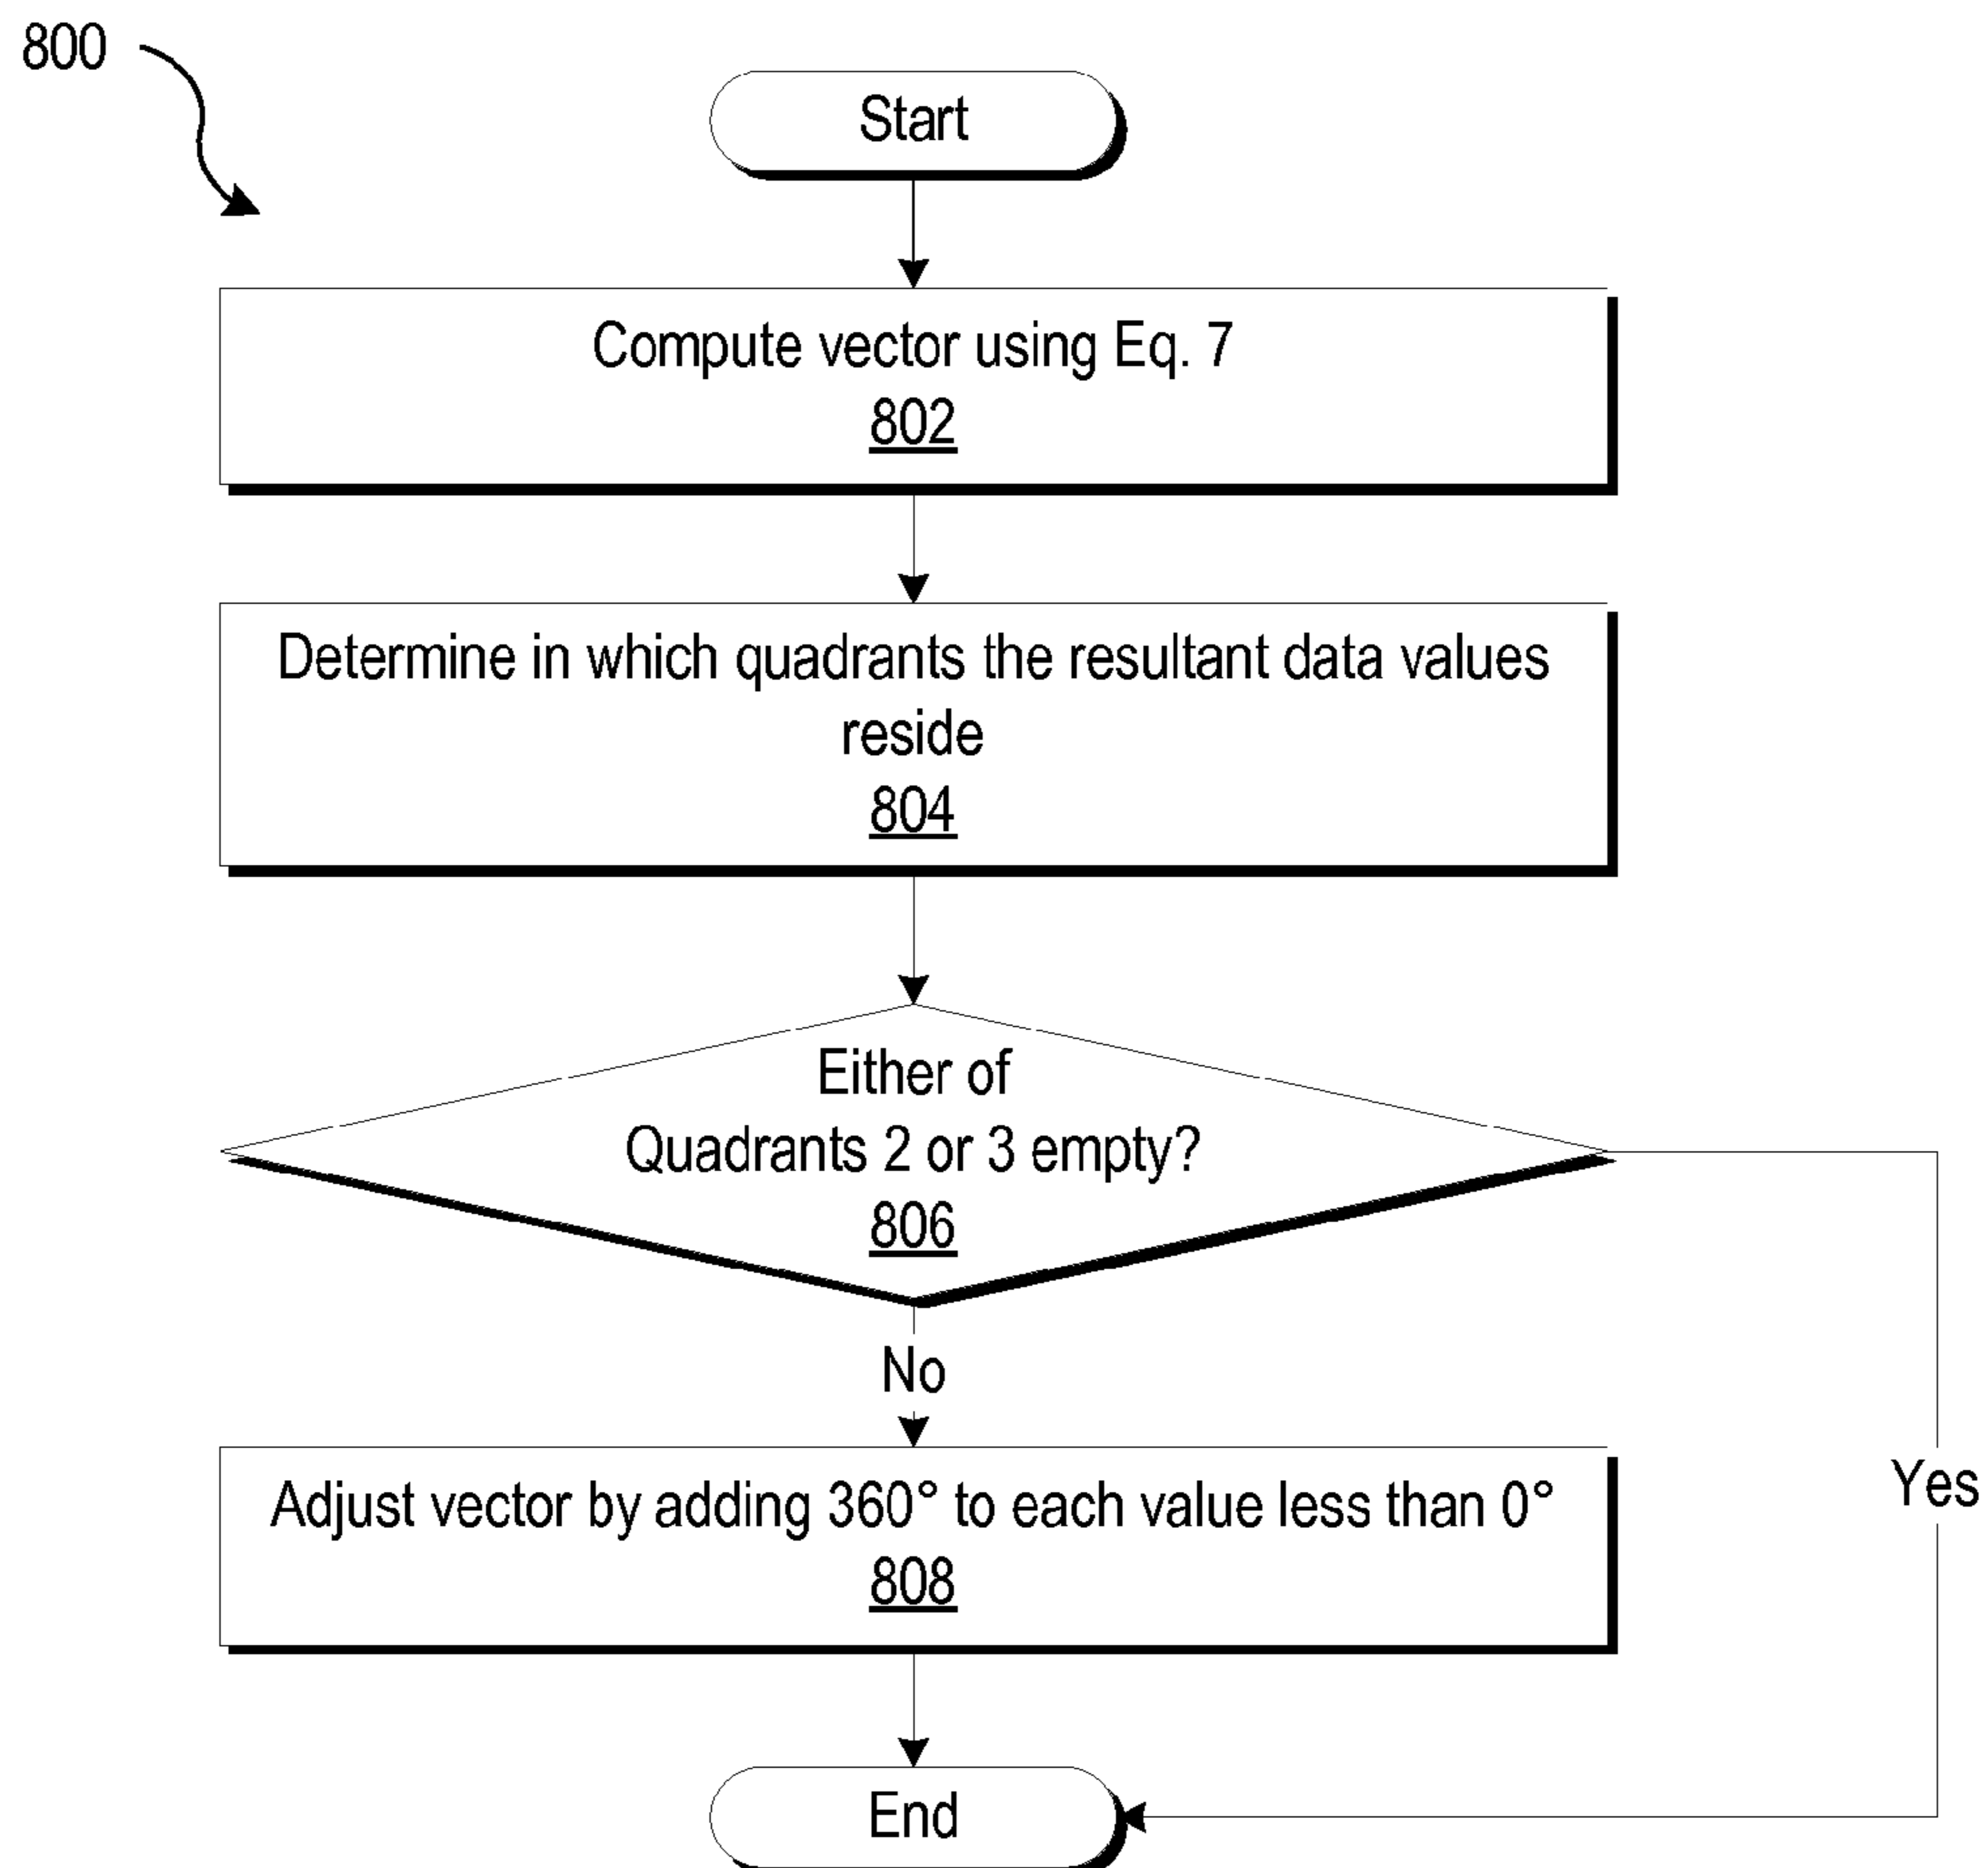 800
Start
Compute vector using Eq. 7
802
Determine in which quadrants the resultant data values
reside
804
Either of
Quadrants 2 or 3 empty?
806
No
Yes
Adjust vector by adding 360° to each value less than 0°
808
End